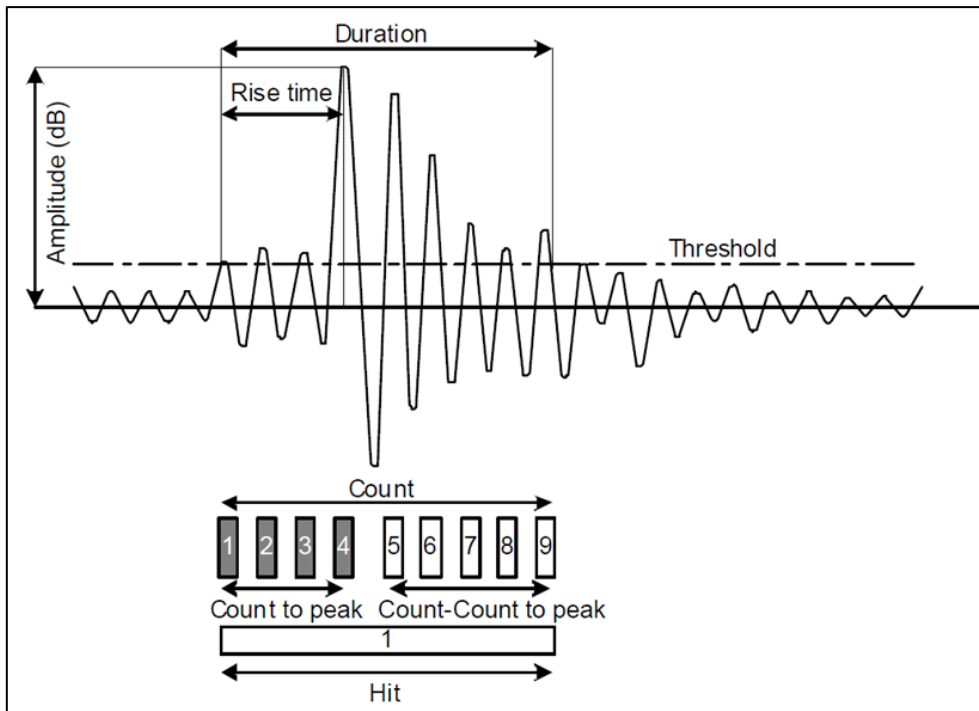 Duration
Rise time
Amplitude (dB)
Threshold
Count
1 2 3 4 5 6 7 8 9
Count to peak Count-Count to peak
1
Hit